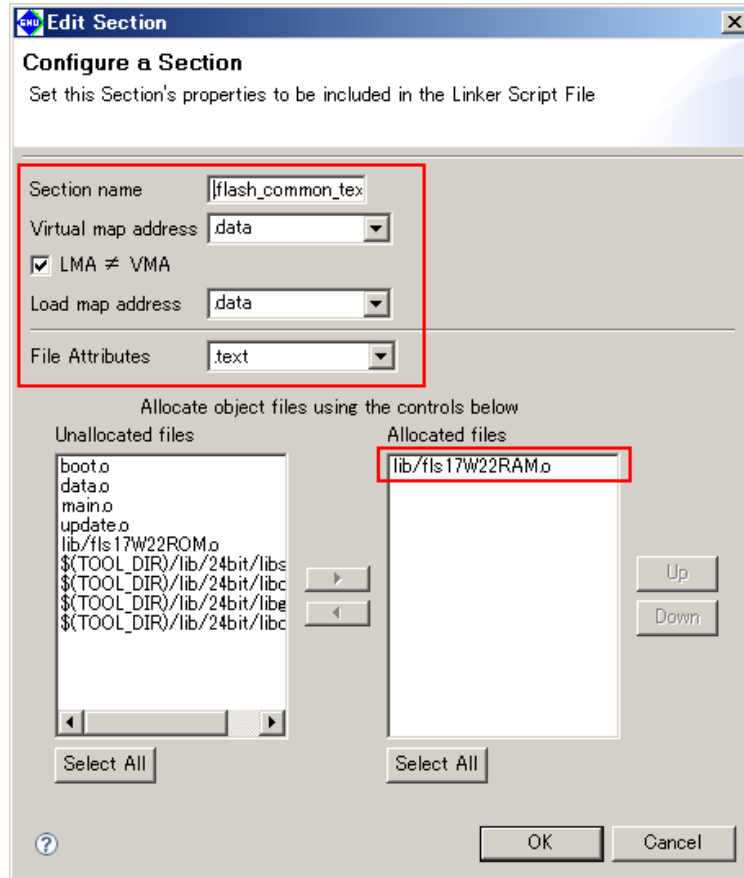 GNU Edit Section
Configure a Section
Set this Section's properties to be included in the Linker Script File
Section name .flash_common_tex
Virtual map address .data
LMA ≠ VMA
Load map address .data
File Attributes .text
Allocate object files using the controls below
Unallocated files
boot.o
data.o
main.o
update.o
lib/fls17W22ROM.o
$(TOOL_DIR)/lib/24bit/libs
$(TOOL_DIR)/lib/24bit/libc
$(TOOL_DIR)/lib/24bit/libg
$(TOOL_DIR)/lib/24bit/libc
Select All
Allocated files
lib/fls17W22RAM.o
Select All
Up
Down
?
OK
Cancel